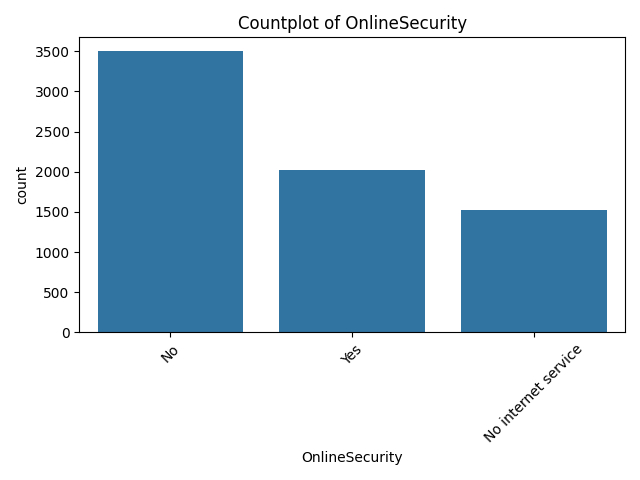 Countplot of OnlineSecurity
3500
3000
2500
2000
1500
1000
500
0
count
No
Yes
No internet service
OnlineSecurity